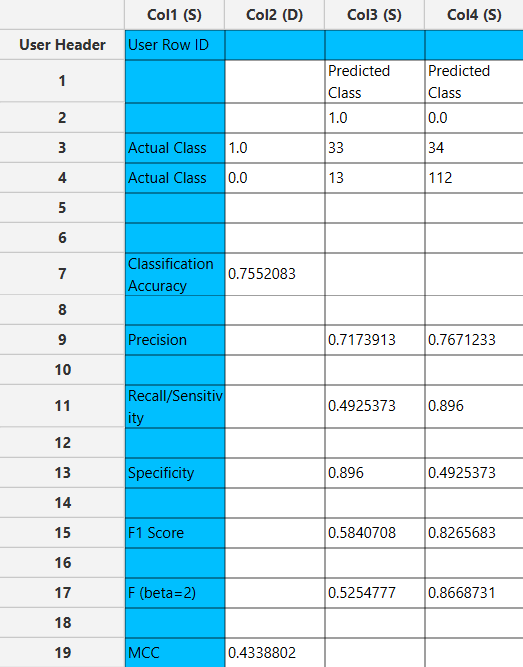 Col1 (S) Col2 (D) Col3 (S) Col4 (S)
User Header User Row ID
1 Predicted Class Predicted Class
2 1.0 0.0
3 Actual Class 1.0 33 34
4 Actual Class 0.0 13 112
5
6
7 Classification Accuracy 0.7552083
8
9 Precision 0.7173913 0.7671233
10
11 Recall/Sensitivity 0.4925373 0.896
12
13 Specificity 0.896 0.4925373
14
15 F1 Score 0.5840708 0.8265683
16
17 F (beta=2) 0.5254777 0.8668731
18
19 MCC 0.4338802